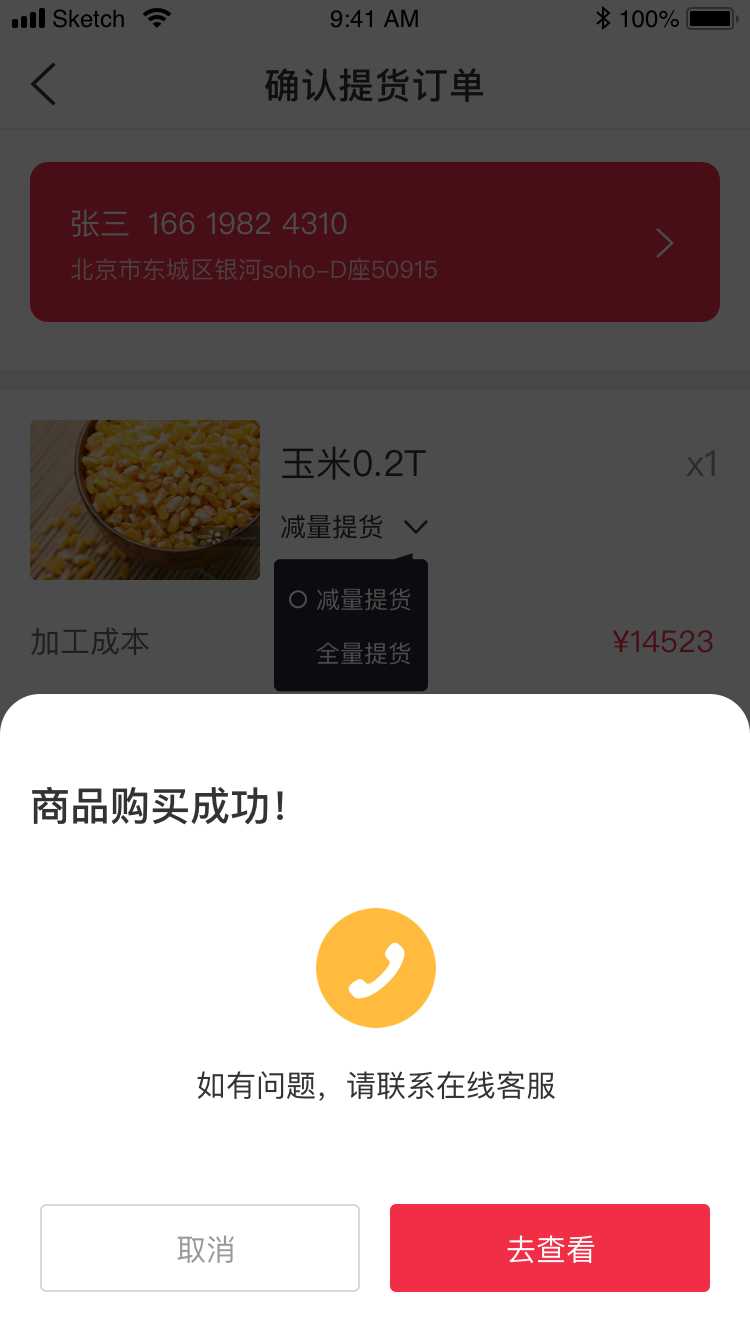 Sketch 9:41 AM 100%
确认提货订单
张三 166 1982 4310
北京市东城区银河soho-D座50915
玉米0.2T x1
减量提货
减量提货
全量提货
加工成本 ¥14523
商品购买成功!
如有问题，请联系在线客服
取消 去查看